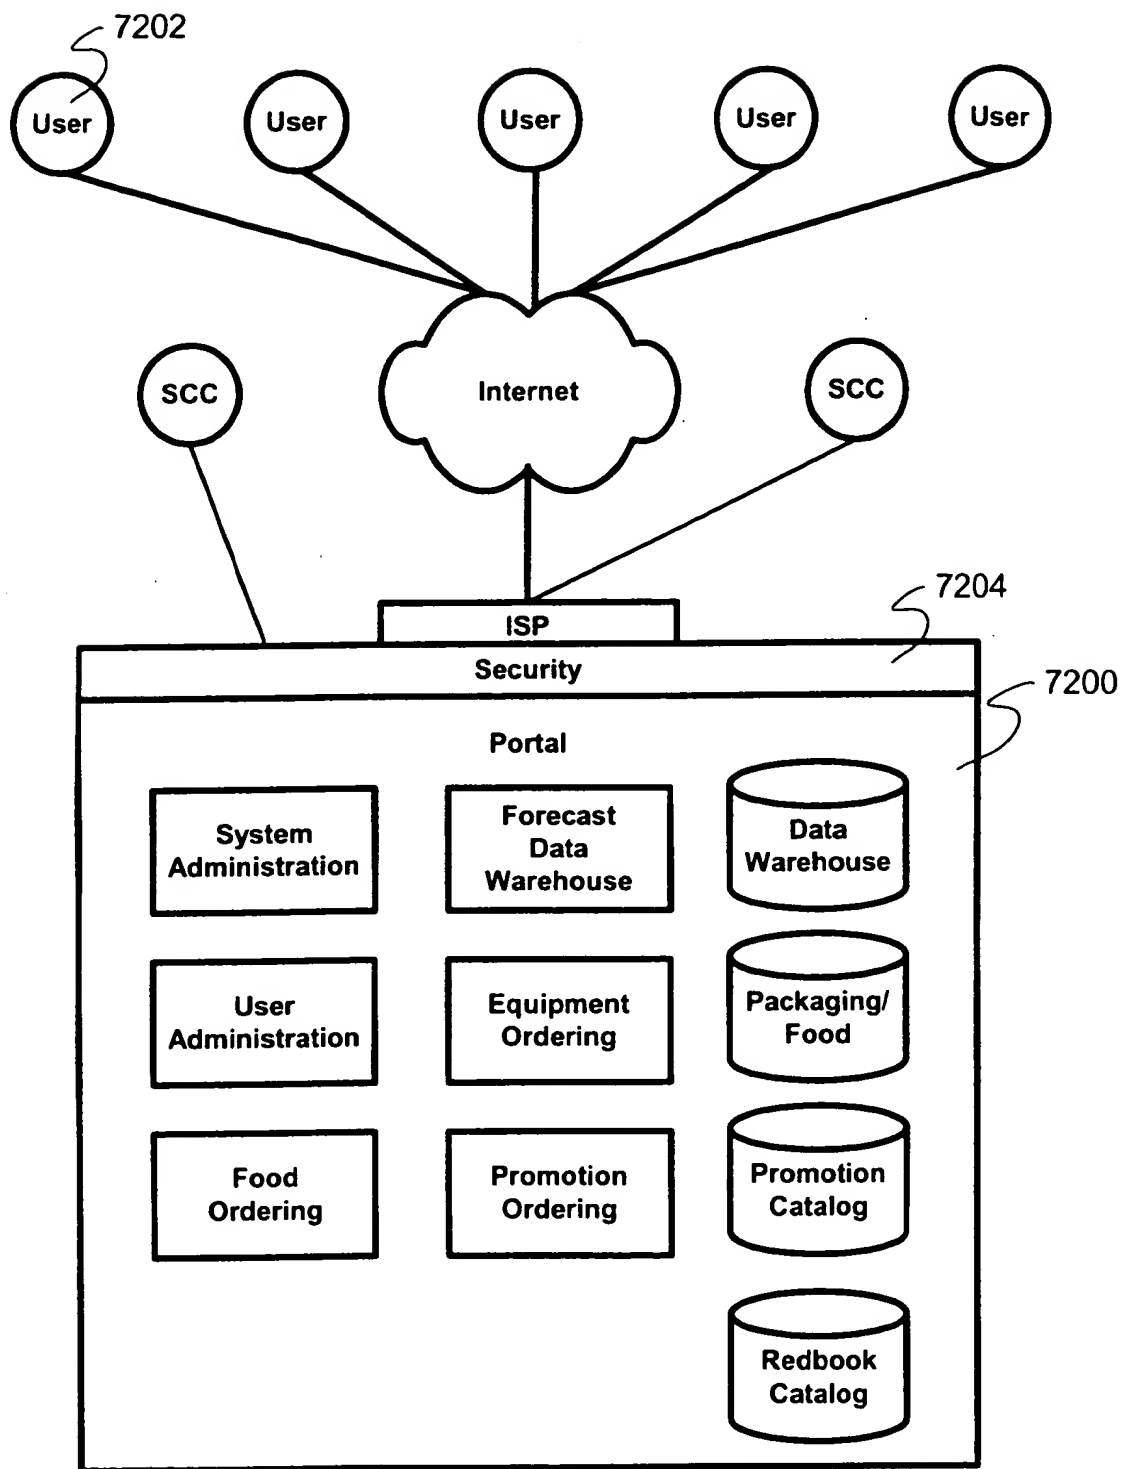 7202
User
User
User
User
User
SCC
Internet
SCC
ISP
7204
Security
7200
Portal
System
Administration
Forecast
Data
Warehouse
Data
Warehouse
User
Administration
Equipment
Ordering
Packaging/
Food
Food
Ordering
Promotion
Ordering
Promotion
Catalog
Redbook
Catalog